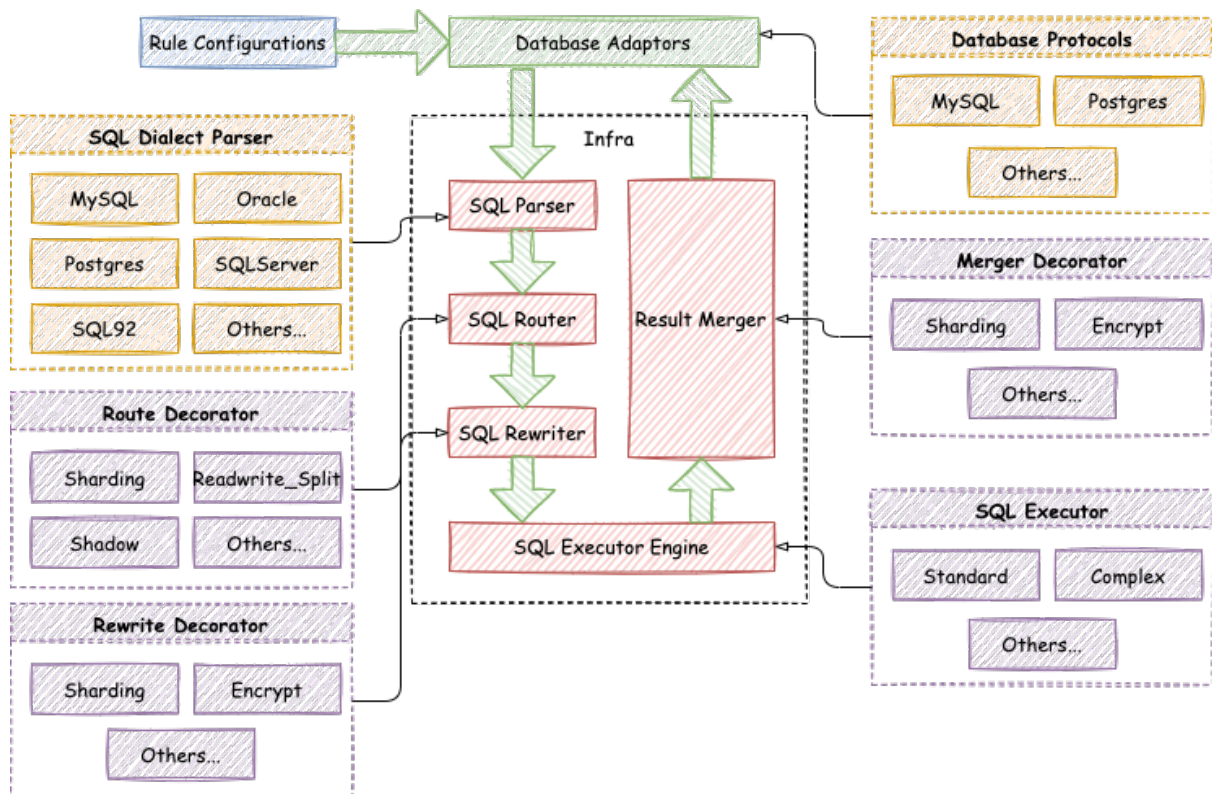 Rule Configurations
Database Adaptors
Database Protocols
MySQL
Postgres
Others...
SQL Dialect Parser
MySQL
Oracle
Postgres
SQLServer
SQL92
Others...
Infra
SQL Parser
SQL Router
SQL Rewriter
Result Merger
SQL Executor Engine
Merger Decorator
Sharding
Encrypt
Others...
Route Decorator
Sharding
Readwrite_Split
Shadow
Others...
SQL Executor
Standard
Complex
Others...
Rewrite Decorator
Sharding
Encrypt
Others...